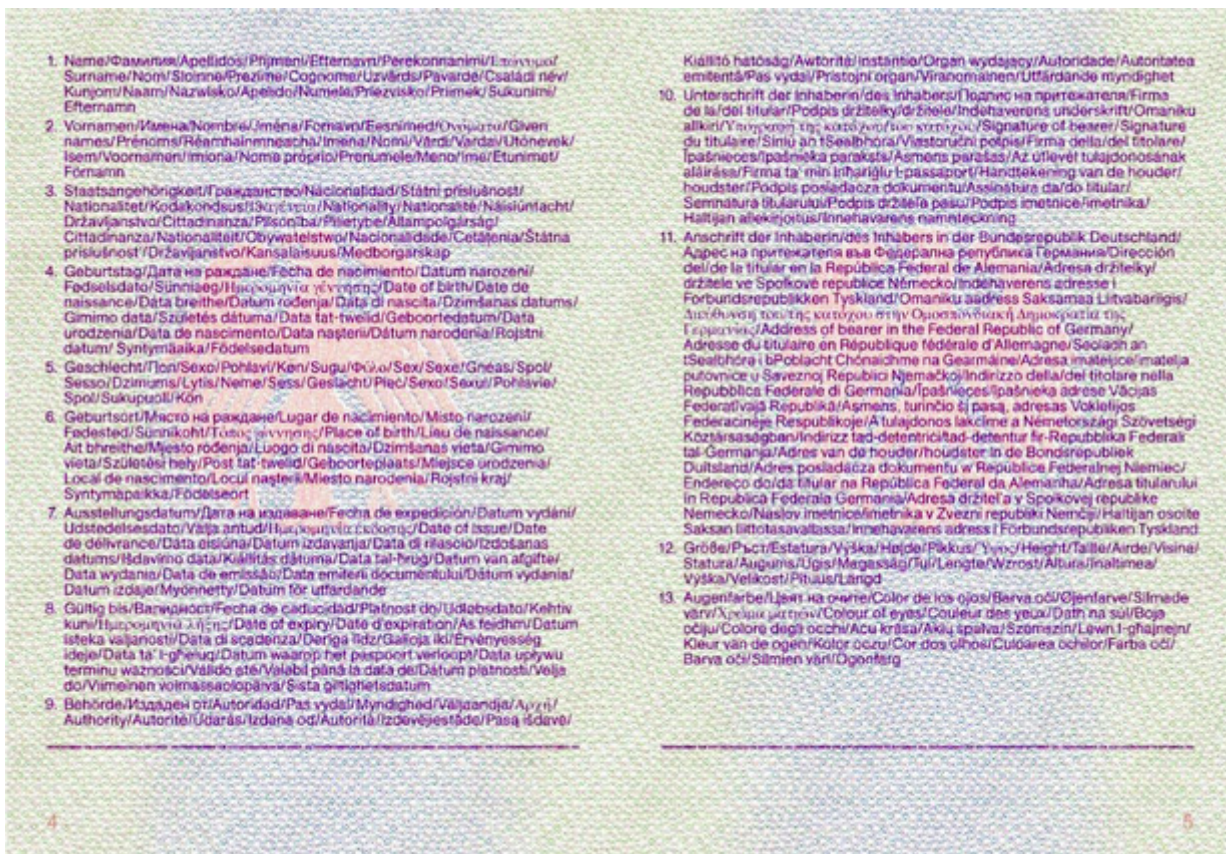 1. Name/Фамилия/Apellidos/Příjmení/Efternavn/Perekonnanimi/Επώνυμο/
Surname/Nom/Sloinne/Prezime/Cognome/Uzvārds/Pavardė/Családi név/
Kunjom/Naam/Nazwisko/Apelido/Numele/Priezvisko/Priimek/Sukunimi/
Efternamn
2. Vornamen/Имена/Nombre/Jména/Fornavn/Eesnimed/Ονόματα/Given
names/Prénoms/Réamhainmneacha/Imena/Nomi/Vārdi/Vardai/Utónevek/
Isem/Voornamen/Imiona/Nome próprio/Prenumele/Meno/Ime/Etunimet/
Förnamn
3. Staatsangehörigkeit/Гражданство/Nacionalidad/Státní příslušnost/
Nationalitet/Kodakondsus/Ιθαγένεια/Nationality/Nationalité/Náisiúntacht/
Državljanstvo/Cittadinanza/Pilsonība/Pilietybė/Állampolgárság/
Cittadinanza/Nationaliteit/Obywatelstwo/Nacionalidade/Cetăţenia/Štátna
príslušnosť/Državljanstvo/Kansalaisuus/Medborgarskap
4. Geburtstag/Дата на раждане/Fecha de nacimiento/Datum narození/
Fødselsdato/Sünniaeg/Ημερομηνία γέννησης/Date of birth/Date de
naissance/Dáta breithe/Datum rođenja/Data di nascita/Dzimšanas datums/
Gimimo data/Születés dátuma/Data tat-twelid/Geboortedatum/Data
urodzenia/Data de nascimento/Data naşterii/Dátum narodenia/Rojstni
datum/ Syntymäaika/Födelsedatum
5. Geschlecht/Пол/Sexo/Pohlaví/Køn/Sugu/Φύλο/Sex/Sexe/Gnéas/Spol/
Sesso/Dzimums/Lytis/Neme/Sess/Geslacht/Płeć/Sexo/Sexul/Pohlavie/
Spol/Sukupuoli/Kön
6. Geburtsort/Място на раждане/Lugar de nacimiento/Místo narození/
Fødested/Sünnikoht/Τόπος γέννησης/Place of birth/Lieu de naissance/
Áit bhreithe/Mjesto rođenja/Luogo di nascita/Dzimšanas vieta/Gimimo
vieta/Születési hely/Post tat-twelid/Geboorteplaats/Miejsce urodzenia/
Local de nascimento/Locul naşterii/Miesto narodenia/Rojstni kraj/
Syntymäpaikka/Födelseort
7. Ausstellungsdatum/Дата на издаване/Fecha de expedición/Datum vydání/
Udstedelsesdato/Välja antud/Ημερομηνία έκδοσης/Date of issue/Date
de délivrance/Dáta eisiúna/Datum izdavanja/Data di rilascio/Izdošanas
datums/Išdavimo data/Kiállítás dátuma/Data tal-ħruġ/Datum van afgifte/
Data wydania/Data de emissão/Data emiterii documentului/Dátum vydania/
Datum izdaje/Myönnetty/Datum för utfärdande
8. Gültig bis/Валидност/Fecha de caducidad/Platnost do/Udløbsdato/Kehtiv
kuni/Ημερομηνία λήξης/Date of expiry/Date d'expiration/As feidhm/Datum
isteka valjanosti/Data di scadenza/Derīga līdz/Galioja iki/Érvényesség
ideje/Data ta' l-għeluq/Datum waarop het paspoort verloopt/Data upływu
terminu ważności/Válido até/Valabil până la data de/Dátum platnosti/Velja
do/Viimeinen voimassaolopäivä/Sista giltighetsdatum
9. Behörde/Издаден от/Autoridad/Pas vydal/Myndighed/Väljaandja/Αρχή/
Authority/Autorité/Údarás/Izdana od/Autorità/Izdevējiestāde/Pasą išdavė/
4
Kiállító hatóság/Awtorità/Instantie/Organ wydający/Autoridade/Autoritatea
emitentă/Pas vydal/Pristojni organ/Viranomainen/Utfärdande myndighet
10. Unterschrift der Inhaberin/des Inhabers/Подпис на притежателя/Firma
de la/del titular/Podpis držitelky/držitele/Indehaverens underskrift/Omaniku
allkiri/Υπογραφή της κατόχου/του κατόχου/Signature of bearer/Signature
du titulaire/Síniú an tSealbhóra/Vlastoručni potpis/Firma della/del titolare/
Īpašnieces/īpašnieka paraksts/Asmens parašas/Az útlevél tulajdonosának
aláírása/Firma ta' min inħariġlu l-passaport/Handtekening van de houder/
houdster/Podpis posiadacza dokumentu/Assinatura da/do titular/
Semnătura titularului/Podpis držiteľa pasu/Podpis imetnice/imetnika/
Haltijan allekirjoitus/Innehavarens namnteckning
11. Anschrift der Inhaberin/des Inhabers in der Bundesrepublik Deutschland/
Адрес на притежателя във Федерална република Германия/Dirección
del/de la titular en la República Federal de Alemania/Adresa držitelky/
držitele ve Spolkové republice Německo/Indehaverens adresse i
Forbundsrepublikken Tyskland/Omaniku aadress Saksamaa Liitvabariigis/
Διεύθυνση του/της κατόχου στην Ομοσπονδιακή Δημοκρατία της
Γερμανίας/Address of bearer in the Federal Republic of Germany/
Adresse du titulaire en République fédérale d'Allemagne/Seoladh an
tSealbhóra i bPoblacht Chónaidhme na Gearmáine/Adresa imateljice/imatelja
putovnice u Saveznoj Republici Njemačkoj/Indirizzo della/del titolare nella
Repubblica Federale di Germania/Īpašnieces/īpašnieka adrese Vācijas
Federatīvajā Republikā/Asmens, turinčio šį pasą, adresas Vokietijos
Federacinėje Respublikoje/A tulajdonos lakcíme a Németországi Szövetségi
Köztársaságban/Indirizz tad-detentriċi/tad-detentur fir-Repubblika Federali
tal-Ġermanja/Adres van de houder/houdster in de Bondsrepubliek
Duitsland/Adres posiadacza dokumentu w Republice Federalnej Niemiec/
Endereço do/da titular na República Federal da Alemanha/Adresa titularului
în Republica Federală Germania/Adresa držiteľa v Spolkovej republike
Nemecko/Naslov imetnice/imetnika v Zvezni republiki Nemčiji/Haltijan osoite
Saksan liittotasavallassa/Innehavarens adress i Förbundsrepubliken Tyskland
12. Größe/Ръст/Estatura/Výška/Højde/Pikkus/Ύψος/Height/Taille/Airde/Visina/
Statura/Augums/Ūgis/Magasság/Tul/Lengte/Wzrost/Altura/Înălţimea/
Výška/Velikost/Pituus/Längd
13. Augenfarbe/Цвят на очите/Color de los ojos/Barva očí/Øjenfarve/Silmade
värv/Χρώμα ματιών/Colour of eyes/Couleur des yeux/Dath na súl/Boja
očiju/Colore degli occhi/Acu krāsa/Akių spalva/Szemszín/Lewn l-għajnejn/
Kleur van de ogen/Kolor oczu/Cor dos olhos/Culoarea ochilor/Farba očí/
Barva oči/Silmien väri/Ögonfärg
5